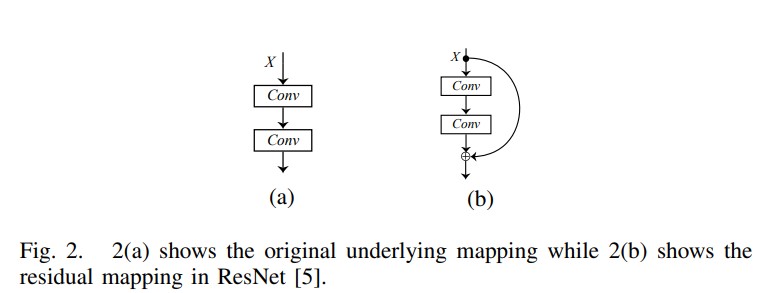 X
Conv
Conv
(a)
X
Conv
Conv
(b)
Fig. 2. 2(a) shows the original underlying mapping while 2(b) shows the
residual mapping in ResNet [5].